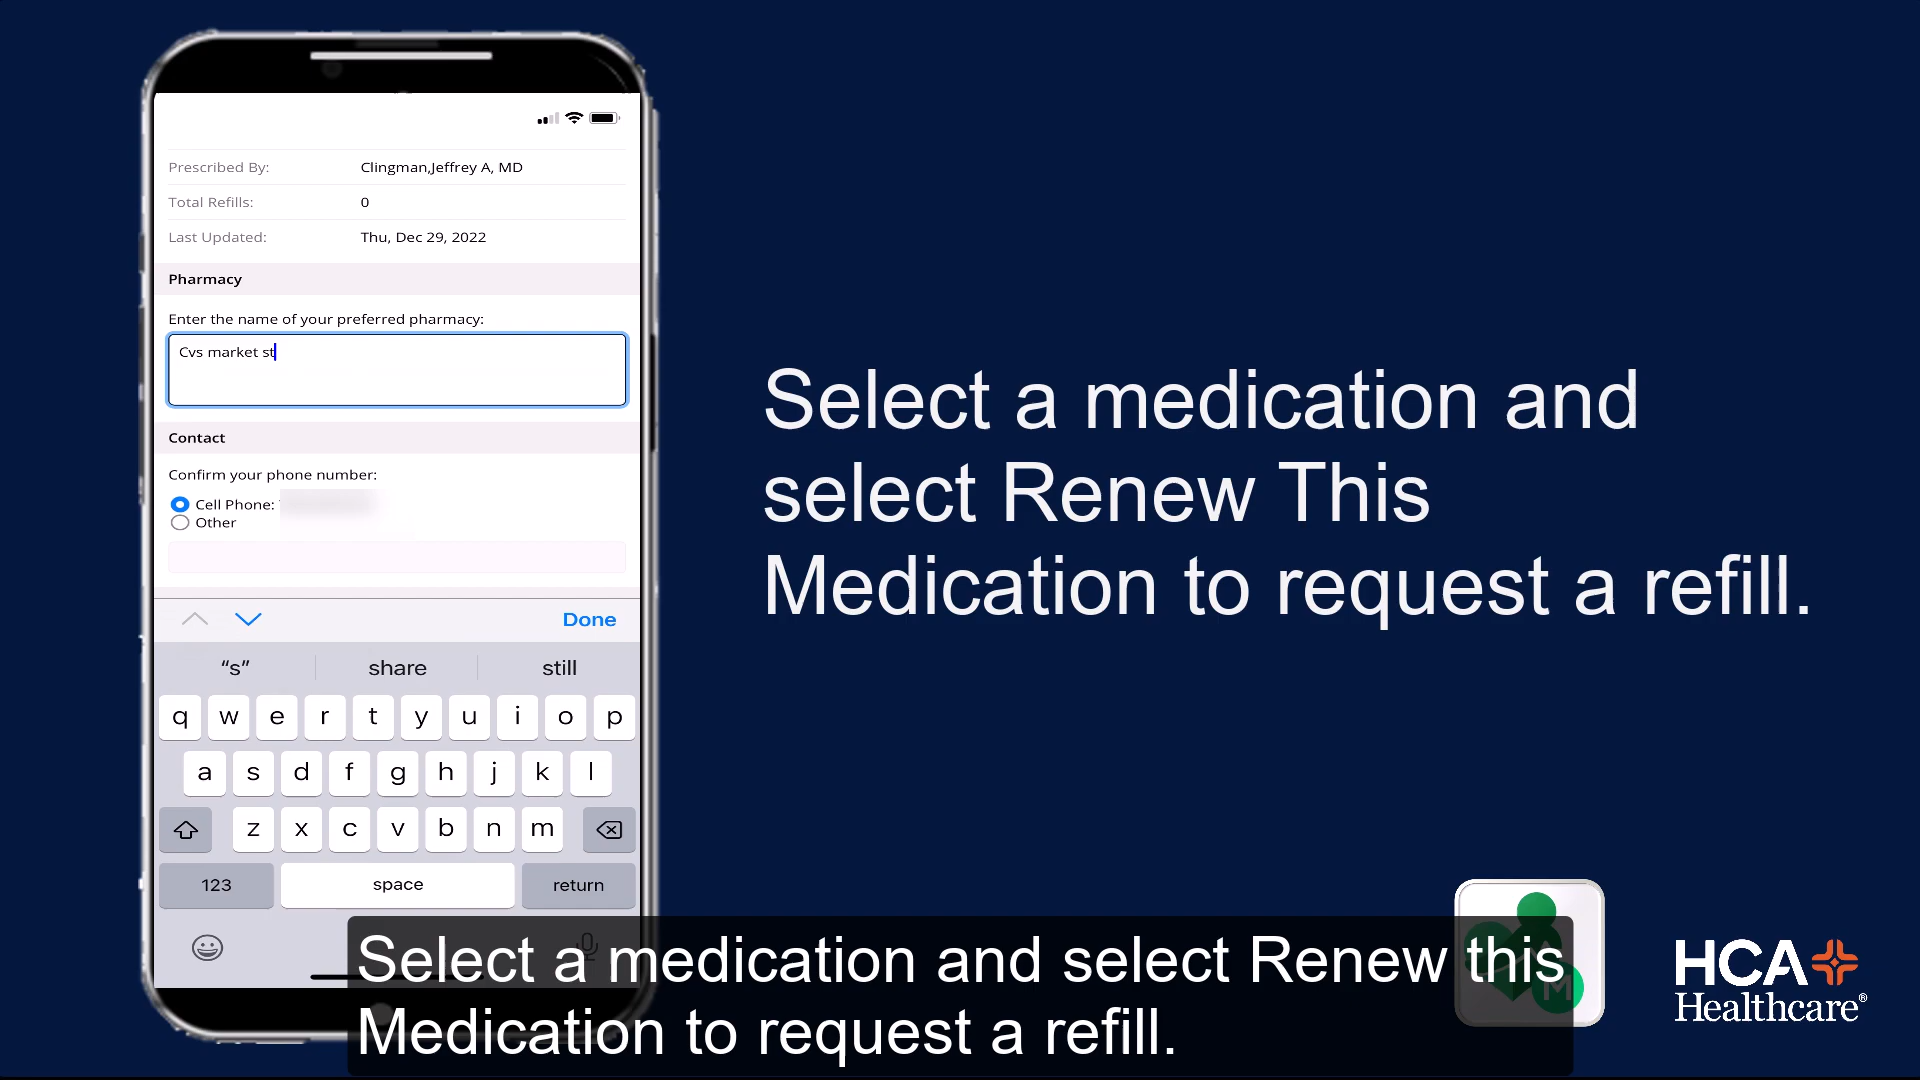 Prescribed By: Clingman,Jeffrey A, MD
Total Refills: 0
Last Updated: Thu, Dec 29, 2022
Pharmacy
Enter the name of your preferred pharmacy:
Cvs market st
Contact
Confirm your phone number:
Cell Phone:
Other
Done
“s” share still
q w e r t y u i o p
a s d f g h j k l
z x c v b n m
123 space return
Select a medication and
select Renew This
Medication to request a refill.
Select a medication and select Renew this
Medication to request a refill.
M
HCA
Healthcare®